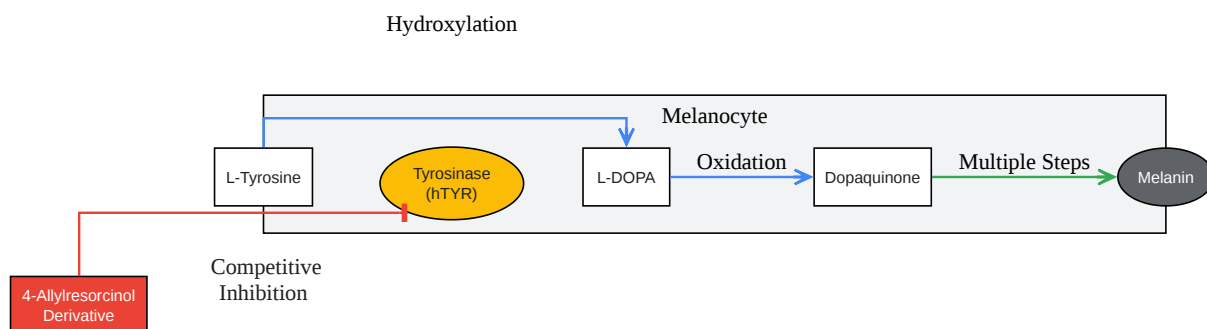 Hydroxylation
Melanocyte
L-Tyrosine
Tyrosinase
(hTYR)
L-DOPA
Oxidation
Dopaquinone
Multiple Steps
Melanin
Competitive
Inhibition
4-Allylresorcinol
Derivative